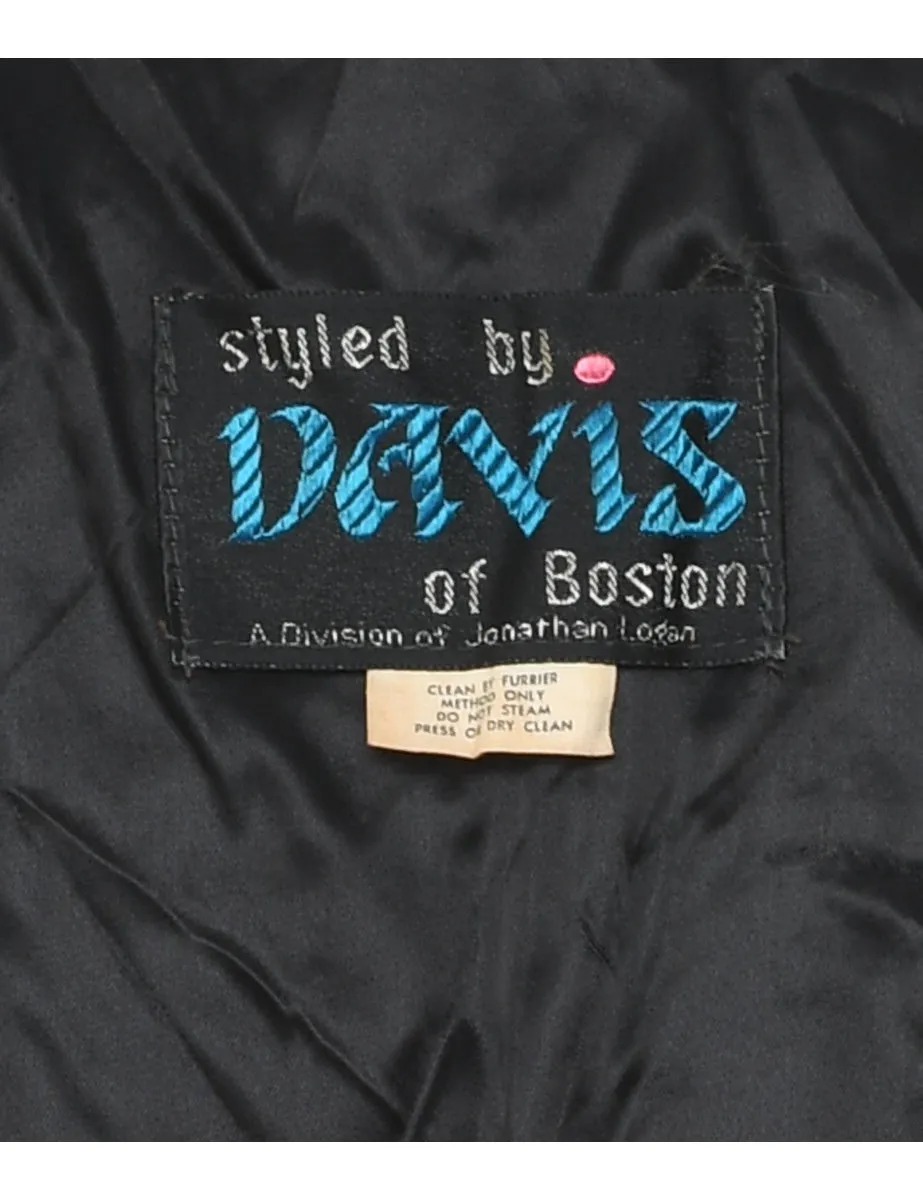 styled by
DAViS
of Boston
A Division of Jonathan Logan
CLEAN BY FURRIER
METHOD ONLY
DO NOT STEAM
PRESS OR DRY CLEAN